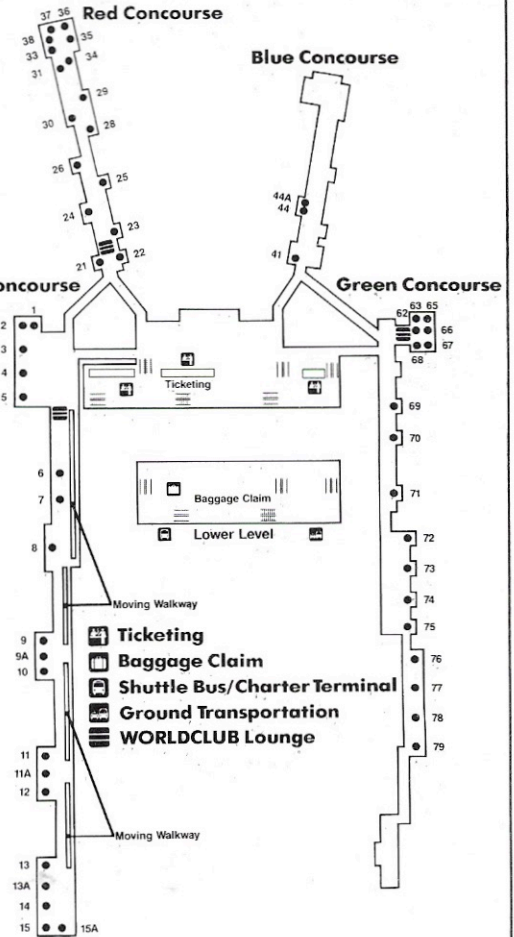 Red Concourse
37 36
38 35
33 34
31
29
30 28
26 25
24 23
21 22
Blue Concourse
44A
44
41
oncourse
1
2
3
4
5
6
7
8
9
9A
10
11
11A
12
13
13A
14
15 15A
Green Concourse
62 63 65
66
67
68
69
70
71
72
73
74
75
76
77
78
79
Ticketing
Baggage Claim
Lower Level
Moving Walkway
Ticketing
Baggage Claim
Shuttle Bus/Charter Terminal
Ground Transportation
WORLDCLUB Lounge
Moving Walkway